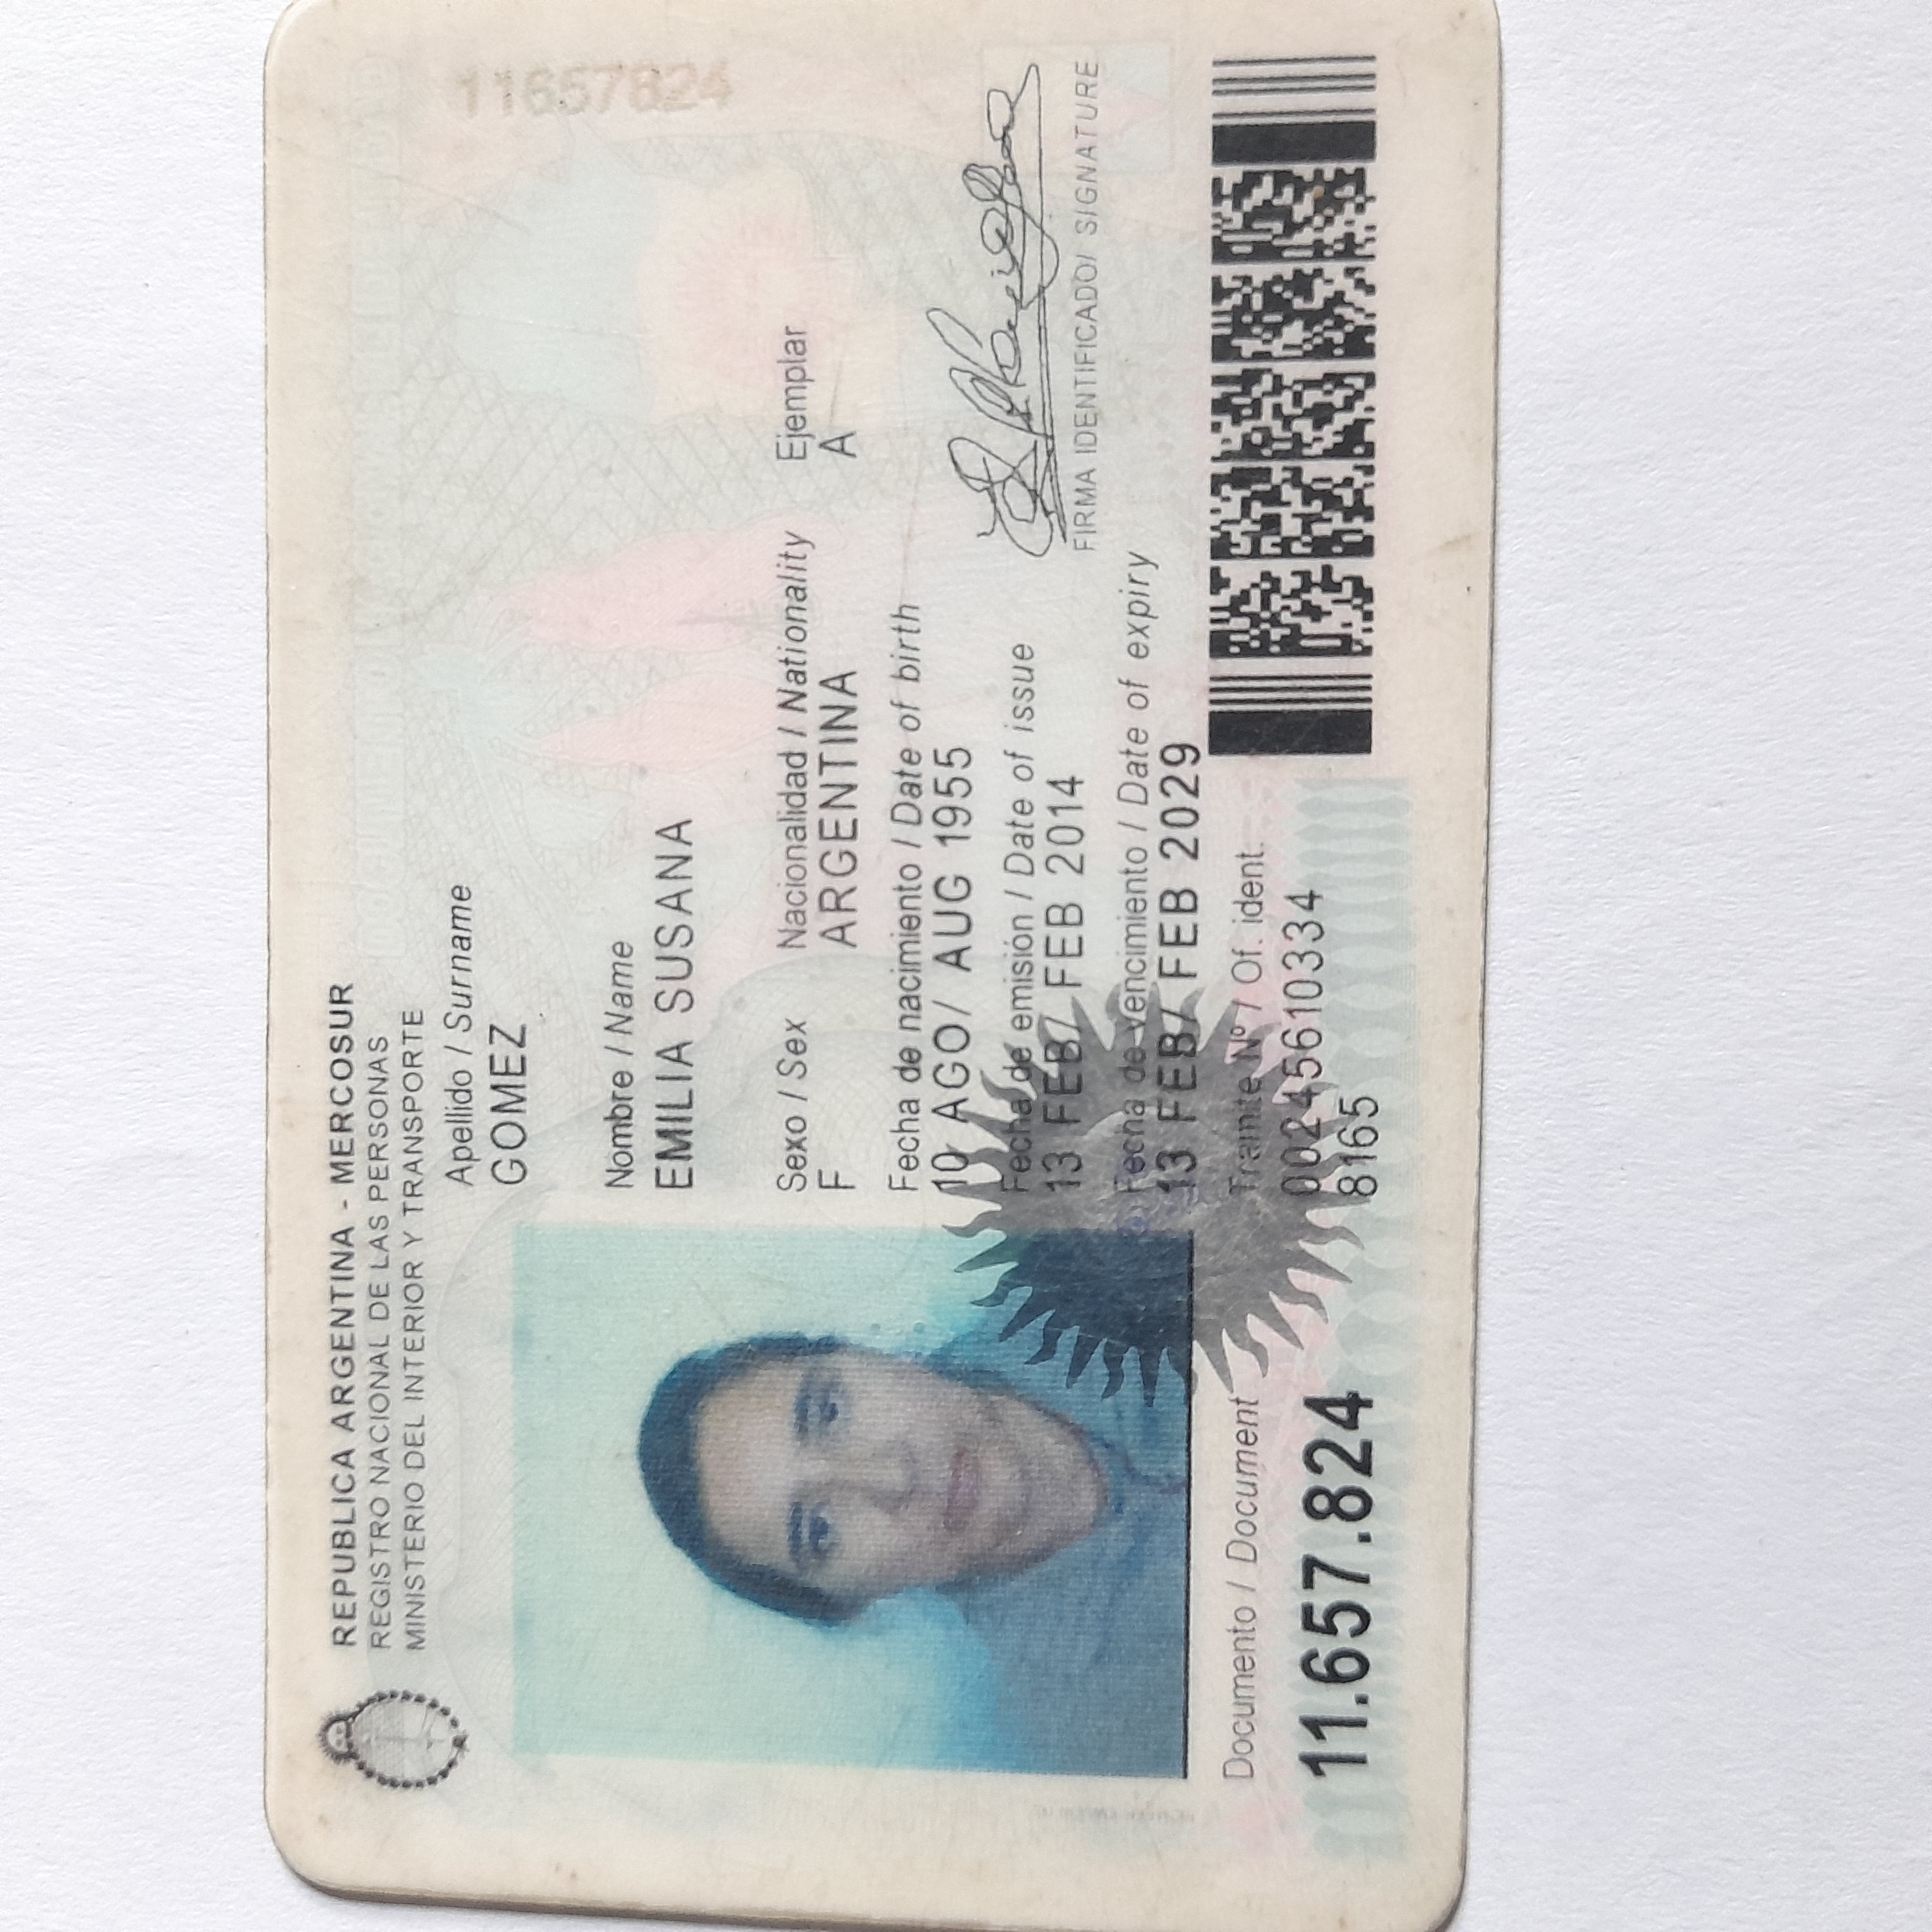 REPUBLICA ARGENTINA - MERCOSUR
REGISTRO NACIONAL DE LAS PERSONAS
MINISTERIO DEL INTERIOR Y TRANSPORTE
Apellido / Surname
GOMEZ
Nombre / Name
EMILIA SUSANA
Sexo / Sex Nacionalidad / Nationality Ejemplar
F ARGENTINA A
Fecha de nacimiento / Date of birth
10 AGO/ AUG 1955
Fecha de emisión / Date of issue
13 FEB/ FEB 2014
FIRMA IDENTIFICADO/ SIGNATURE
Fecha de vencimiento / Date of expiry
13 FEB/ FEB 2029
Documento / Document
11.657.824
Tramite Nº / Of. ident.
00245610334
8165
11657824